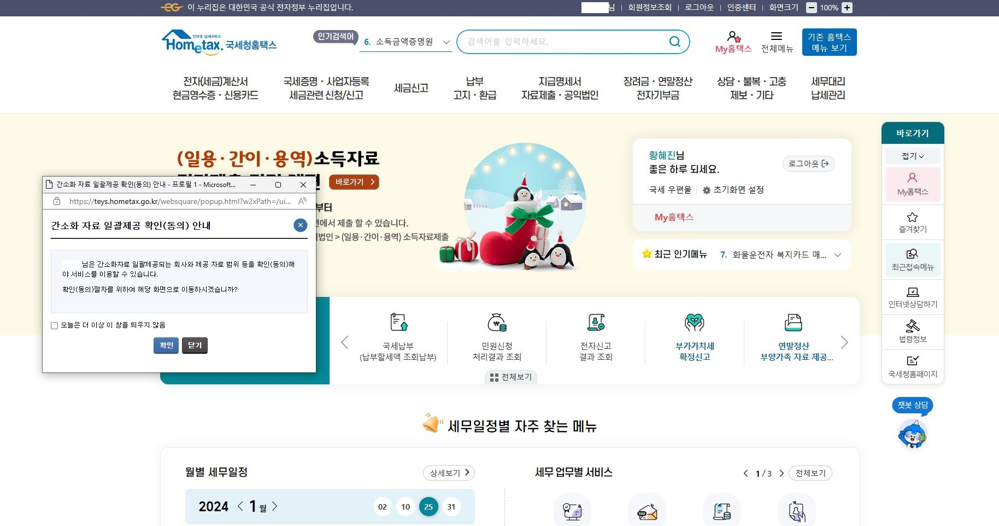 이 누리집은 대한민국 공식 전자정부 누리집입니다.
님 | 회원정보조회 | 로그아웃 | 인증센터 | 화면크기 − 100% +
인터넷 납세서비스
Hometax. 국세청홈택스
인기검색어
6. 소득금액증명원
검색어를 입력하세요.
My홈택스
전체메뉴
기존 홈택스
메뉴 보기
전자(세금)계산서
현금영수증・신용카드
국세증명・사업자등록
세금관련 신청/신고
세금신고
납부
고지・환급
지급명세서
자료제출・공익법인
장려금・연말정산
전자기부금
상담・불복・고충
제보・기타
세무대리
납세관리
(일용·간이·용역)소득자료
바로가기 >
부터
에서 제출 할 수 있습니다.
법인 > (일용·간이·용역) 소득자료제출
간소화 자료 일괄제공 확인(동의) 안내 - 프로필 1 - Microsoft...
https://teys.hometax.go.kr/websquare/popup.html?w2xPath=/ui...
간소화 자료 일괄제공 확인(동의) 안내
님은 간소화자료 일괄제공되는 회사와 제공 자료 범위 등을 확인(동의)해
야 서비스를 이용할 수 있습니다.
확인(동의)절차를 위하여 해당 화면으로 이동하시겠습니까?
오늘은 더 이상 이 창을 띄우지 않음
확인
닫기
황혜진님
좋은 하루 되세요.
로그아웃
국세 우편물
초기화면 설정
My홈택스
최근 인기메뉴
7. 화물운전자 복지카드 매...
바로가기
접기
My홈택스
즐겨찾기
최근접속메뉴
인터넷상담하기
법령정보
국세청홈페이지
챗봇 상담
국세납부
(납부할세액 조회납부)
민원신청
처리결과 조회
전자신고
결과 조회
부가가치세
확정신고
연말정산
부양가족 자료 제공...
전체보기
세무일정별 자주 찾는 메뉴
월별 세무일정
상세보기 >
2024 < 1월 >
02 10 25 31
세무 업무별 서비스
< 1 / 3 >
전체보기
TAX